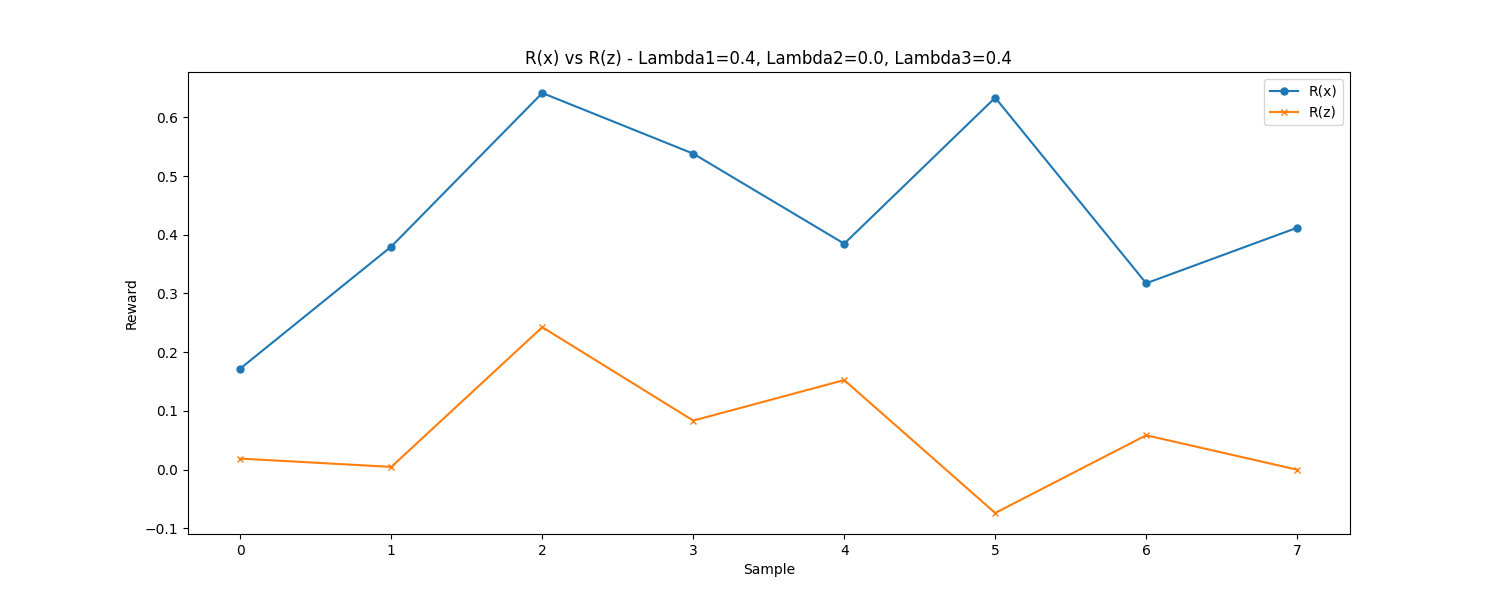 R(x) vs R(z) - Lambda1=0.4, Lambda2=0.0, Lambda3=0.4
R(x)
R(z)
0.6
0.5
0.4
0.3
0.2
0.1
0.0
−0.1
Reward
0 1 2 3 4 5 6 7
Sample